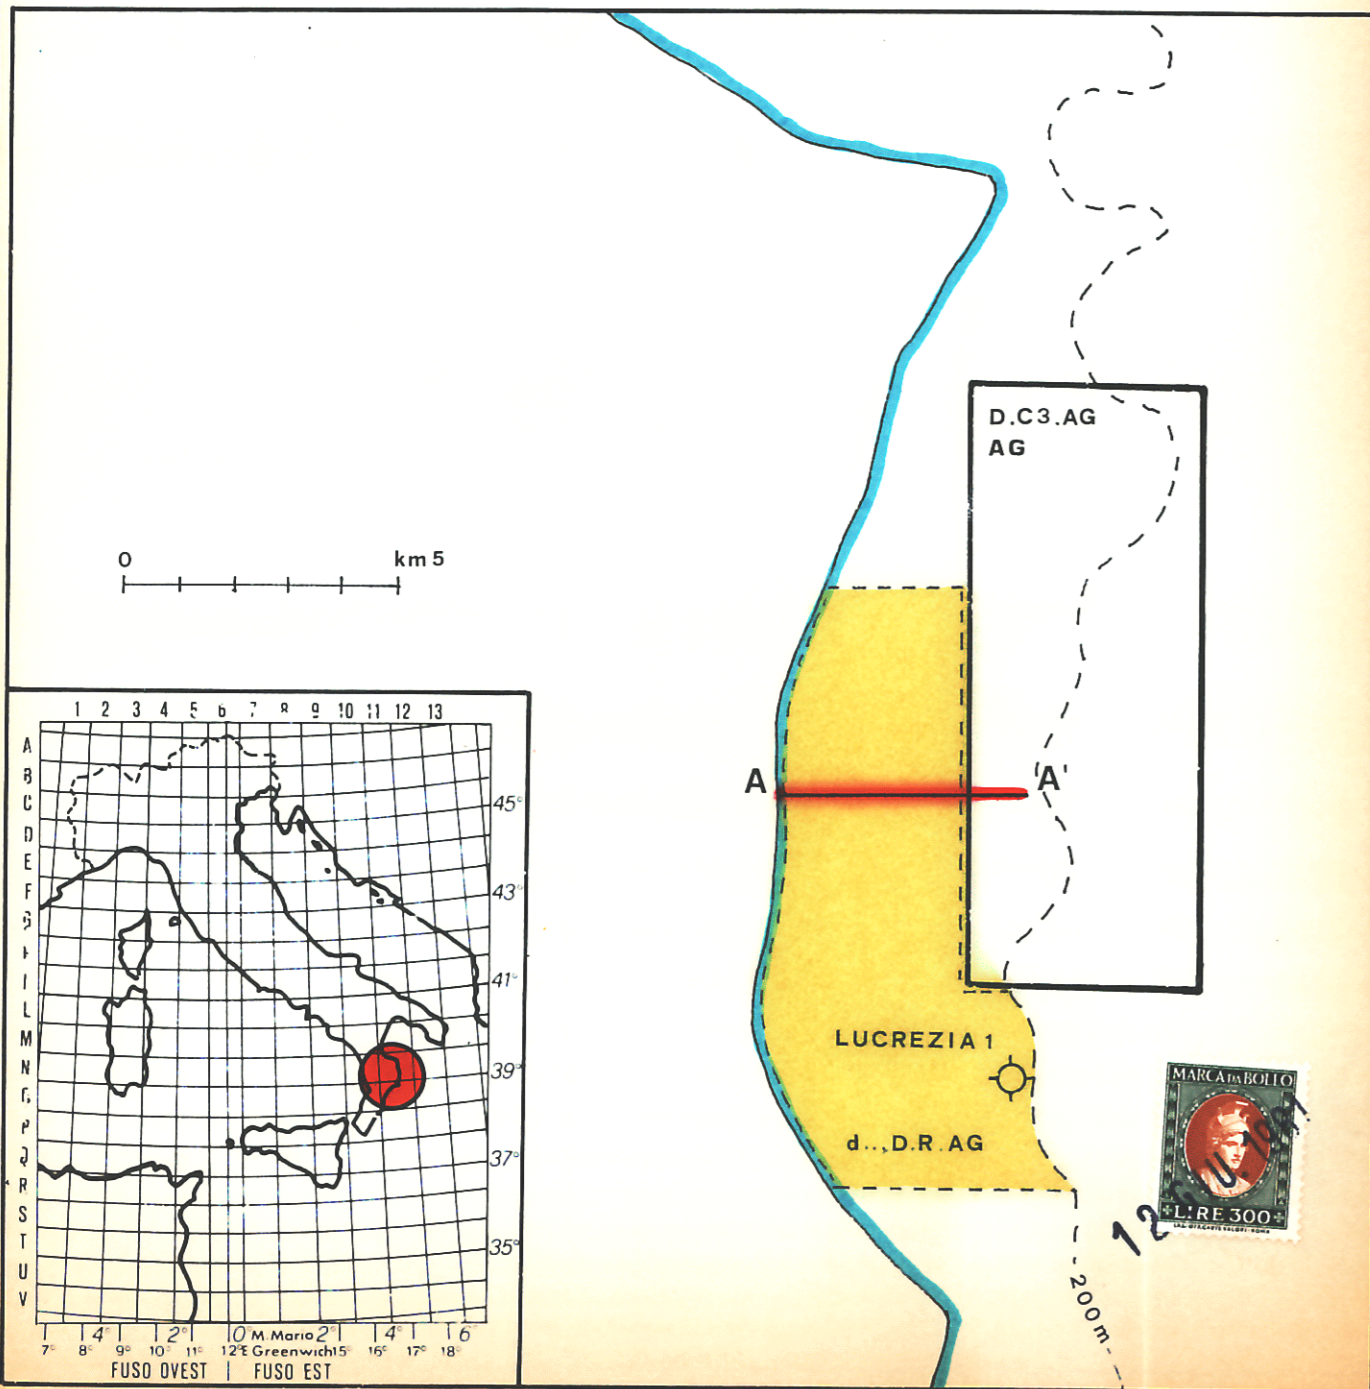 D.C3.AG
AG
0 km 5
A A'
LUCREZIA 1
d..,D.R.AG
200m
MARCA DA BOLLO
LIRE 300
1 2 3 4 5 6 7 8 9 10 11 12 13
A
B
C
D
E
F
I
L
M
N
P
Q
R
S
T
U
V
45°
43°
41°
39°
37°
35°
4° 2° 0° M. Mario 2° 4° 6°
7° 8° 9° 10° 11° 12° E Greenwich 15° 16° 17° 18°
FUSO OVEST FUSO EST